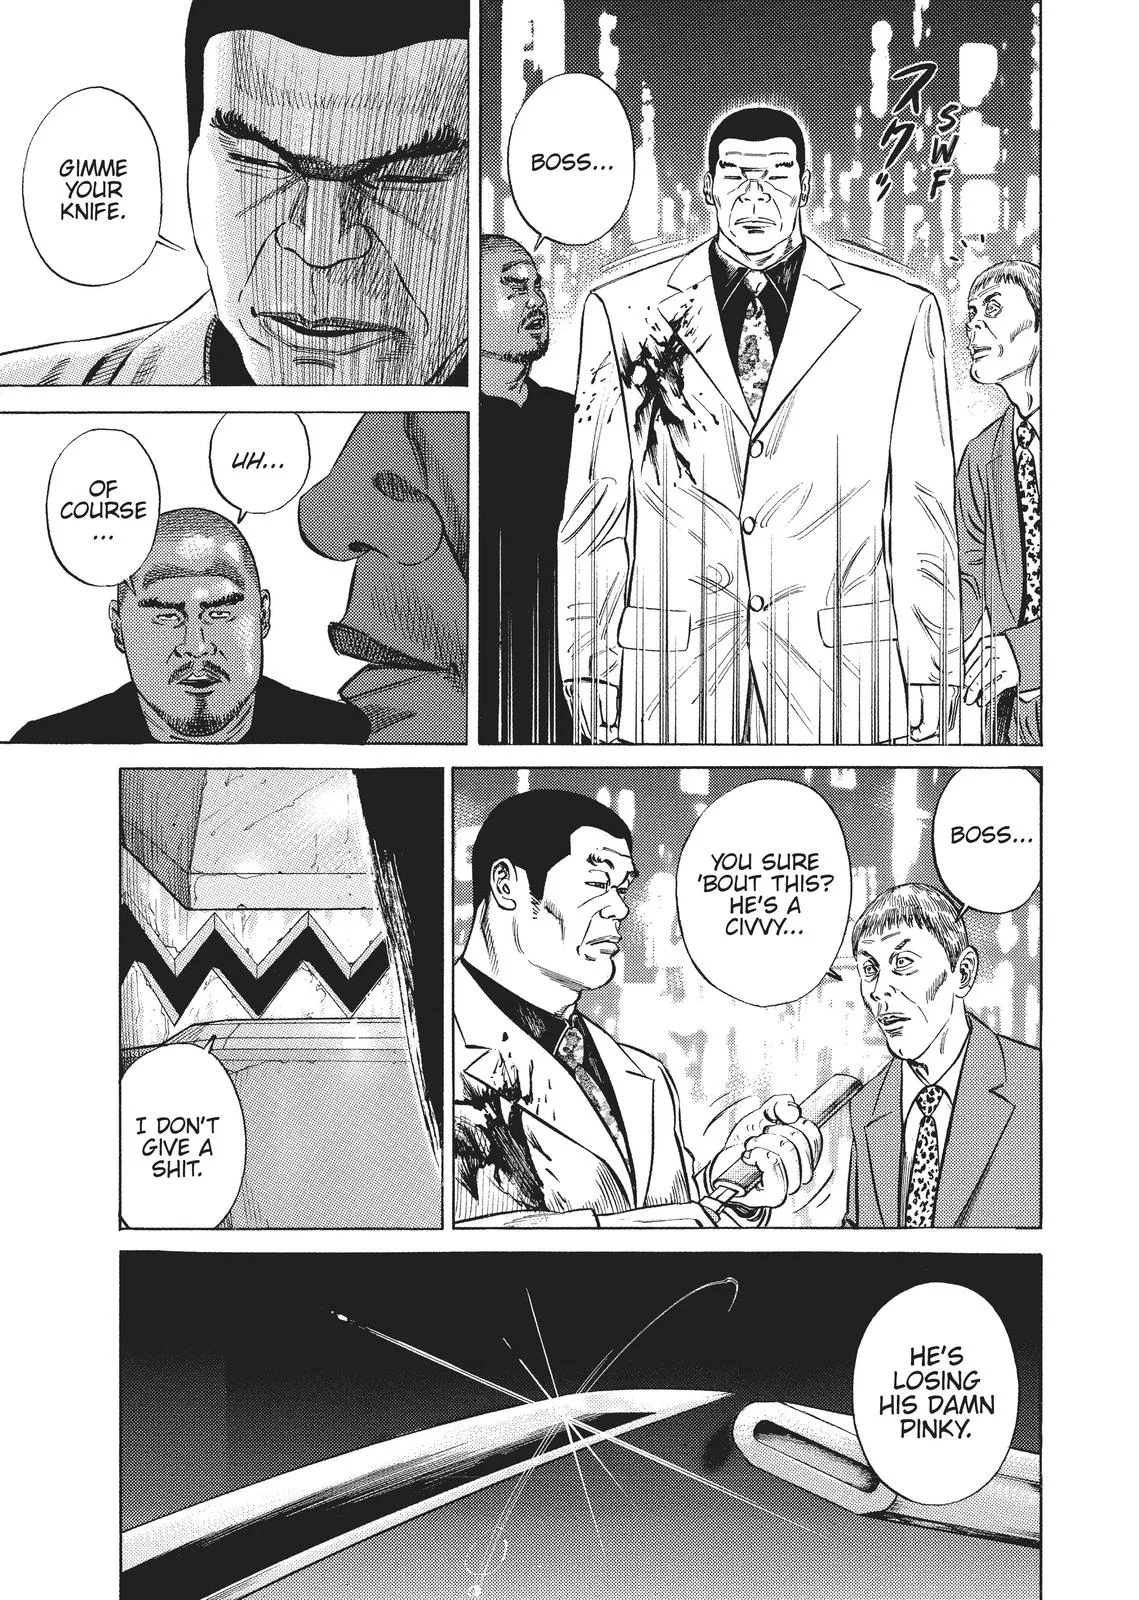 スクッ
SWF
BOSS...
GIMME
YOUR
KNIFE.
UH...
OF
COURSE
...
BOSS...
YOU SURE
'BOUT THIS?
HE'S A
CIVVY...
I DON'T
GIVE A
SHIT.
HE'S
LOSING
HIS DAMN
PINKY.